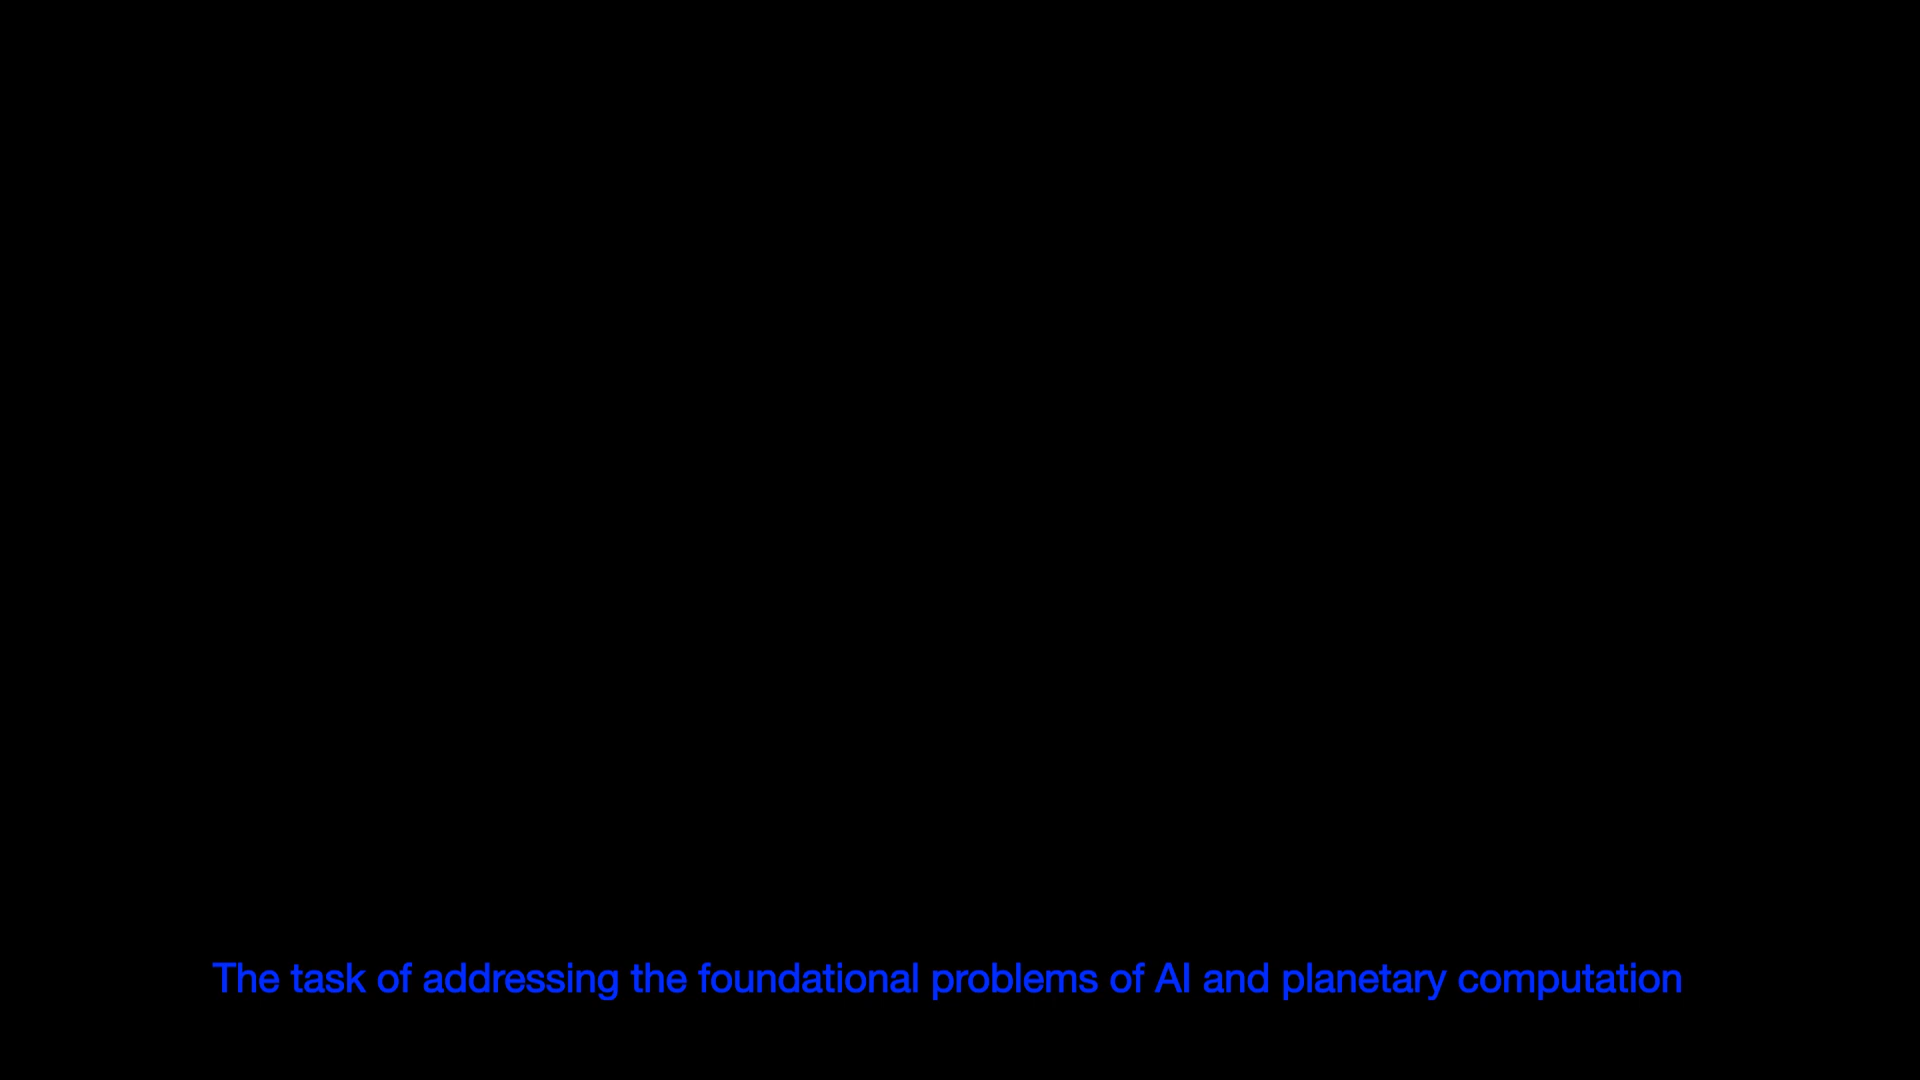 The task of addressing the foundational problems of AI and planetary computation